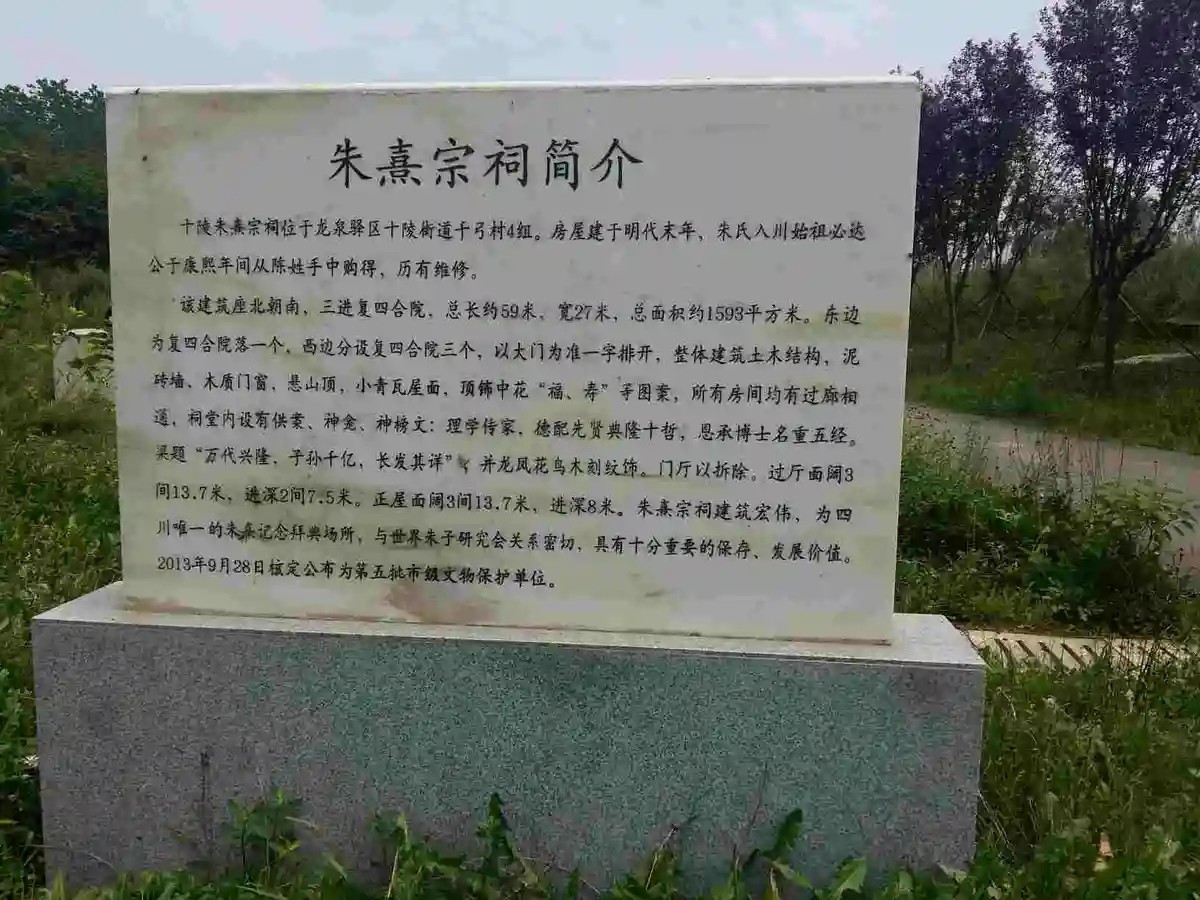 朱熹宗祠简介
十陵朱熹宗祠位于龙泉驿区十陵街道千弓村4组。房屋建于明代末年，朱氏入川始祖必达
公于康熙年间从陈姓手中购得，历有维修。
该建筑座北朝南，三进复四合院，总长约59米、宽27米，总面积约1593平方米。东边
为复四合院落一个，西边分设复四合院三个，以大门为准一字排开，整体建筑土木结构，泥
砖墙、木质门窗，悬山顶，小青瓦屋面，顶饰中花“福、寿”等图案，所有房间均有过廊相
通，祠堂内设有供案、神龛、神榜文：理学传家，德配先贤典隆十哲，恩承博士名重五经。
梁题“万代兴隆，子孙千亿，长发其详”，并龙凤花鸟木刻纹饰。门厅以拆除。过厅面阔3
间13.7米，进深2间7.5米。正屋面阔3间13.7米，进深8米。朱熹宗祠建筑宏伟，为四
川唯一的朱熹记念拜典场所，与世界朱子研究会关系密切，具有十分重要的保存、发展价值。
2013年9月28日核定公布为第五批市级文物保护单位。